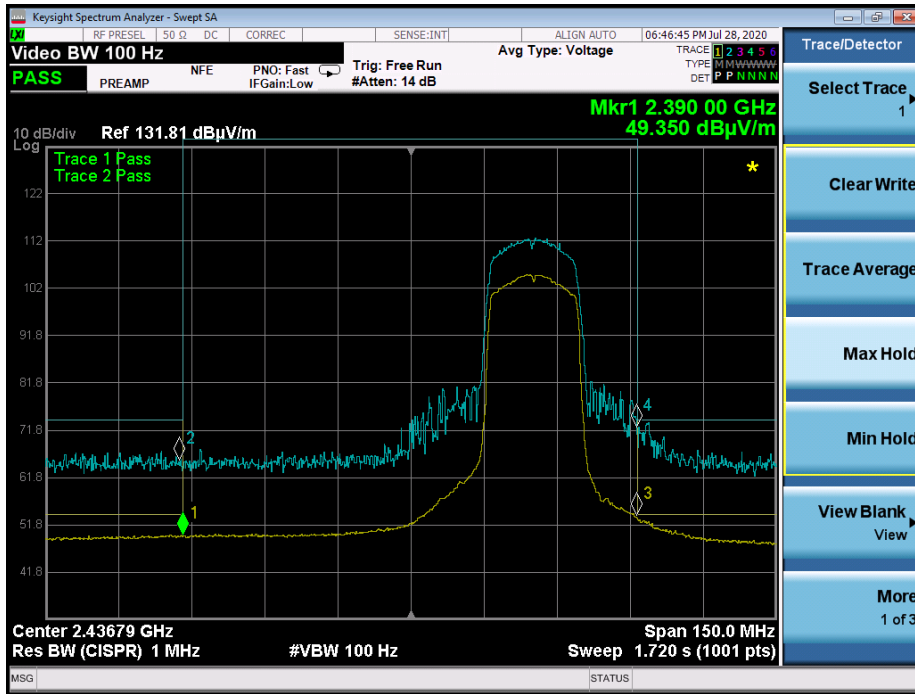 Keysight Spectrum Analyzer - Swept SA
LXI RF PRESEL 50 Ω DC CORREC SENSE:INT ALIGN AUTO 06:46:45 PM Jul 28, 2020
Video BW 100 Hz Avg Type: Voltage TRACE 1 2 3 4 5 6
PASS PREAMP NFE PNO: Fast Trig: Free Run TYPE M M W W W W
IFGain:Low #Atten: 14 dB DET P P N N N N
Mkr1 2.390 00 GHz
49.350 dBµV/m
10 dB/div Ref 131.81 dBµV/m
Log
Trace 1 Pass
Trace 2 Pass
*
122
112
102
91.8
81.8
71.8
61.8
51.8
41.8
1
2
3
4
Center 2.43679 GHz Span 150.0 MHz
Res BW (CISPR) 1 MHz #VBW 100 Hz Sweep 1.720 s (1001 pts)
MSG STATUS
Trace/Detector
Select Trace
1
Clear Write
Trace Average
Max Hold
Min Hold
View Blank
View
More
1 of 3